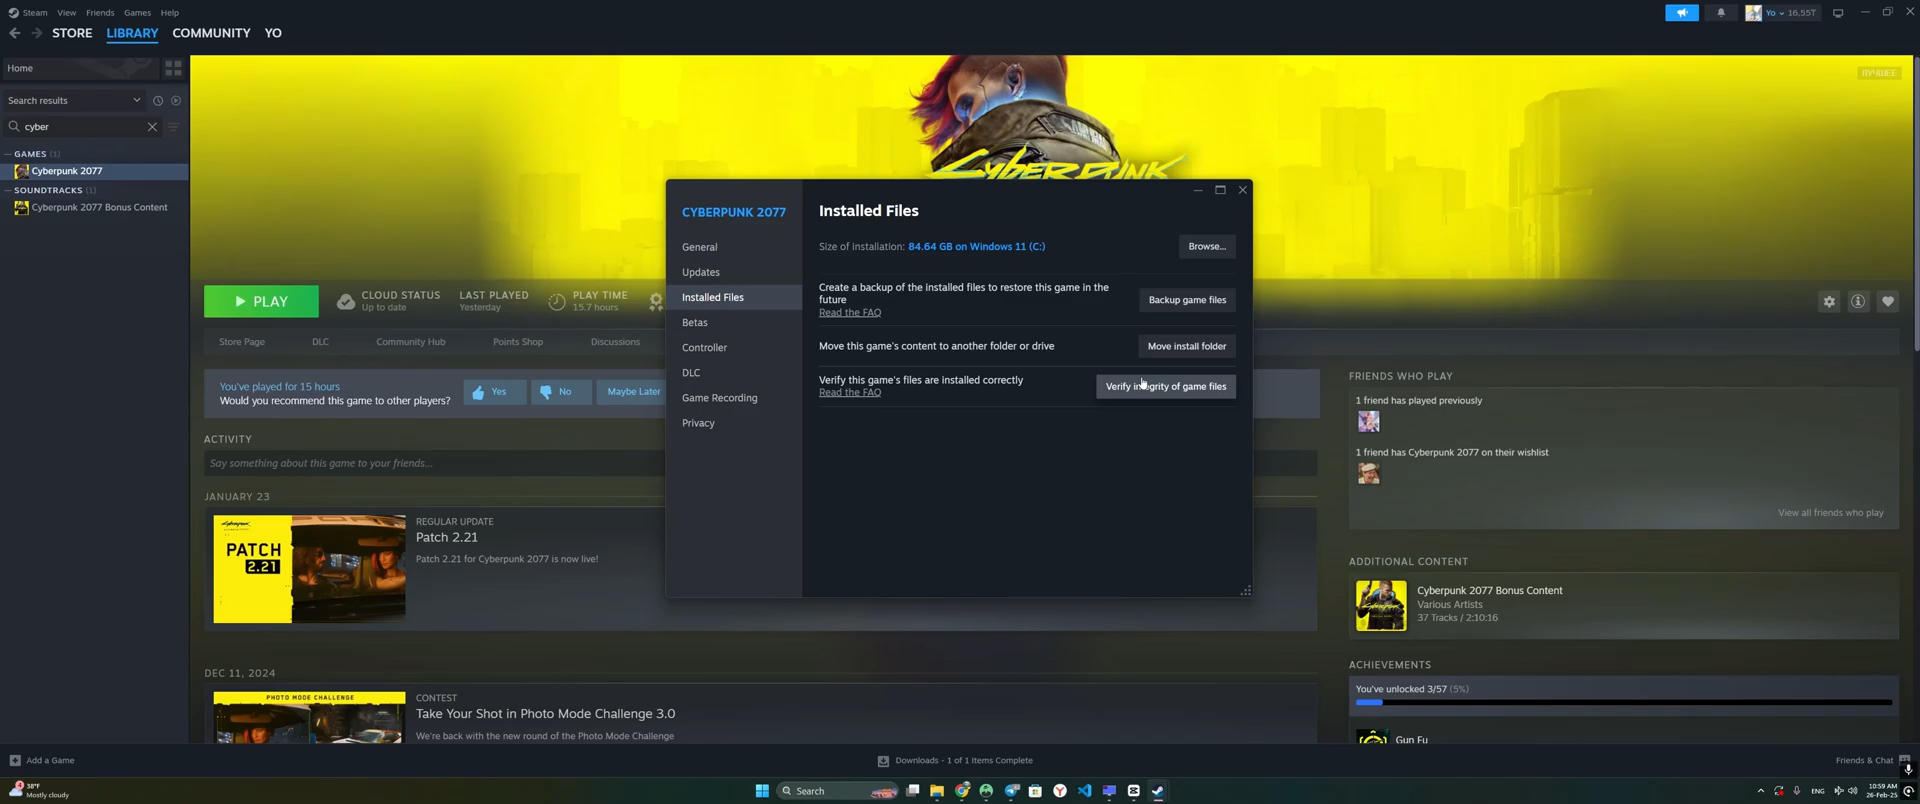 Steam View Friends Games Help
Yo 16,55₸
STORE LIBRARY COMMUNITY YO
Home
Search results
cyber
GAMES (1)
Cyberpunk 2077
SOUNDTRACKS (1)
Cyberpunk 2077 Bonus Content
ЛУЧШЕЕ
CYBERPUNK
PLAY
CLOUD STATUS
Up to date
LAST PLAYED
Yesterday
PLAY TIME
15.7 hours
Store Page DLC Community Hub Points Shop Discussions
You've played for 15 hours
Would you recommend this game to other players?
Yes No Maybe Later
ACTIVITY
Say something about this game to your friends...
JANUARY 23
PATCH
2.21
REGULAR UPDATE
Patch 2.21
Patch 2.21 for Cyberpunk 2077 is now live!
DEC 11, 2024
PHOTO MODE CHALLENGE
CONTEST
Take Your Shot in Photo Mode Challenge 3.0
We're back with the new round of the Photo Mode Challenge
CYBERPUNK 2077
General
Updates
Installed Files
Betas
Controller
DLC
Game Recording
Privacy
Installed Files
Size of installation: 84.64 GB on Windows 11 (C:)
Browse...
Create a backup of the installed files to restore this game in the
future
Read the FAQ
Backup game files
Move this game's content to another folder or drive
Move install folder
Verify this game's files are installed correctly
Read the FAQ
Verify integrity of game files
FRIENDS WHO PLAY
1 friend has played previously
1 friend has Cyberpunk 2077 on their wishlist
View all friends who play
ADDITIONAL CONTENT
Cyberpunk 2077 Bonus Content
Various Artists
37 Tracks / 2:10:16
ACHIEVEMENTS
You've unlocked 3/57 (5%)
Gun Fu
Add a Game
Downloads - 1 of 1 Items Complete
Friends & Chat
38°F
Mostly cloudy
Search
ENG
10:59 AM
26-Feb-25